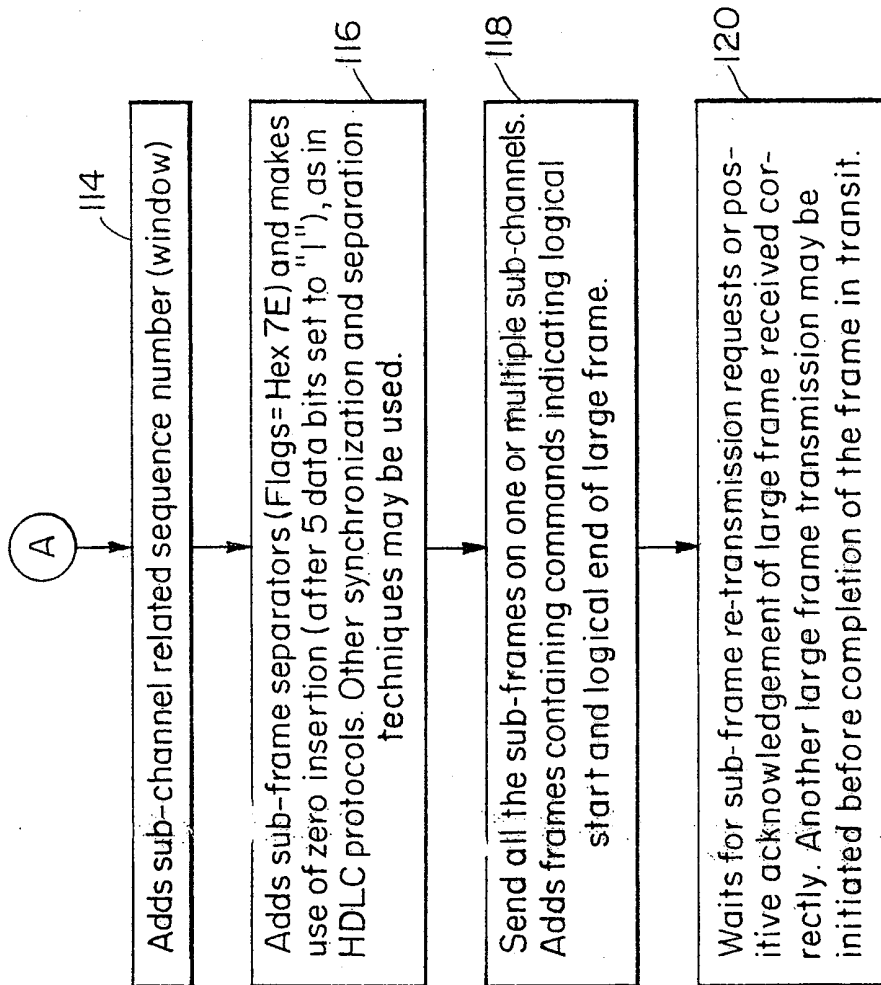 A
114
Adds sub-channel related sequence number (window)
116
Adds sub-frame separators (Flags=Hex 7E) and makes
use of zero insertion (after 5 data bits set to "1"), as in
HDLC protocols. Other synchronization and separation
techniques may be used.
118
Send all the sub-frames on one or multiple sub-channels.
Adds frames containing commands indicating logical
start and logical end of large frame.
120
Waits for sub-frame re-transmission requests or pos-
itive acknowledgement of large frame received cor-
rectly. Another large frame transmission may be
initiated before completion of the frame in transit.